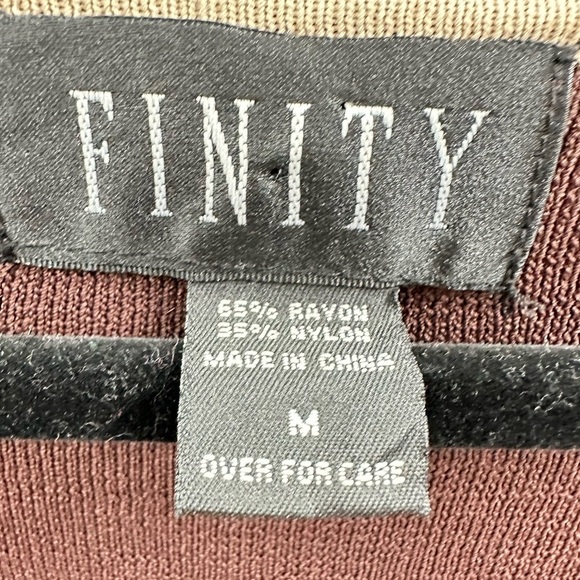 FINITY
65% RAYON
35% NYLON
MADE IN CHINA
M
OVER FOR CARE